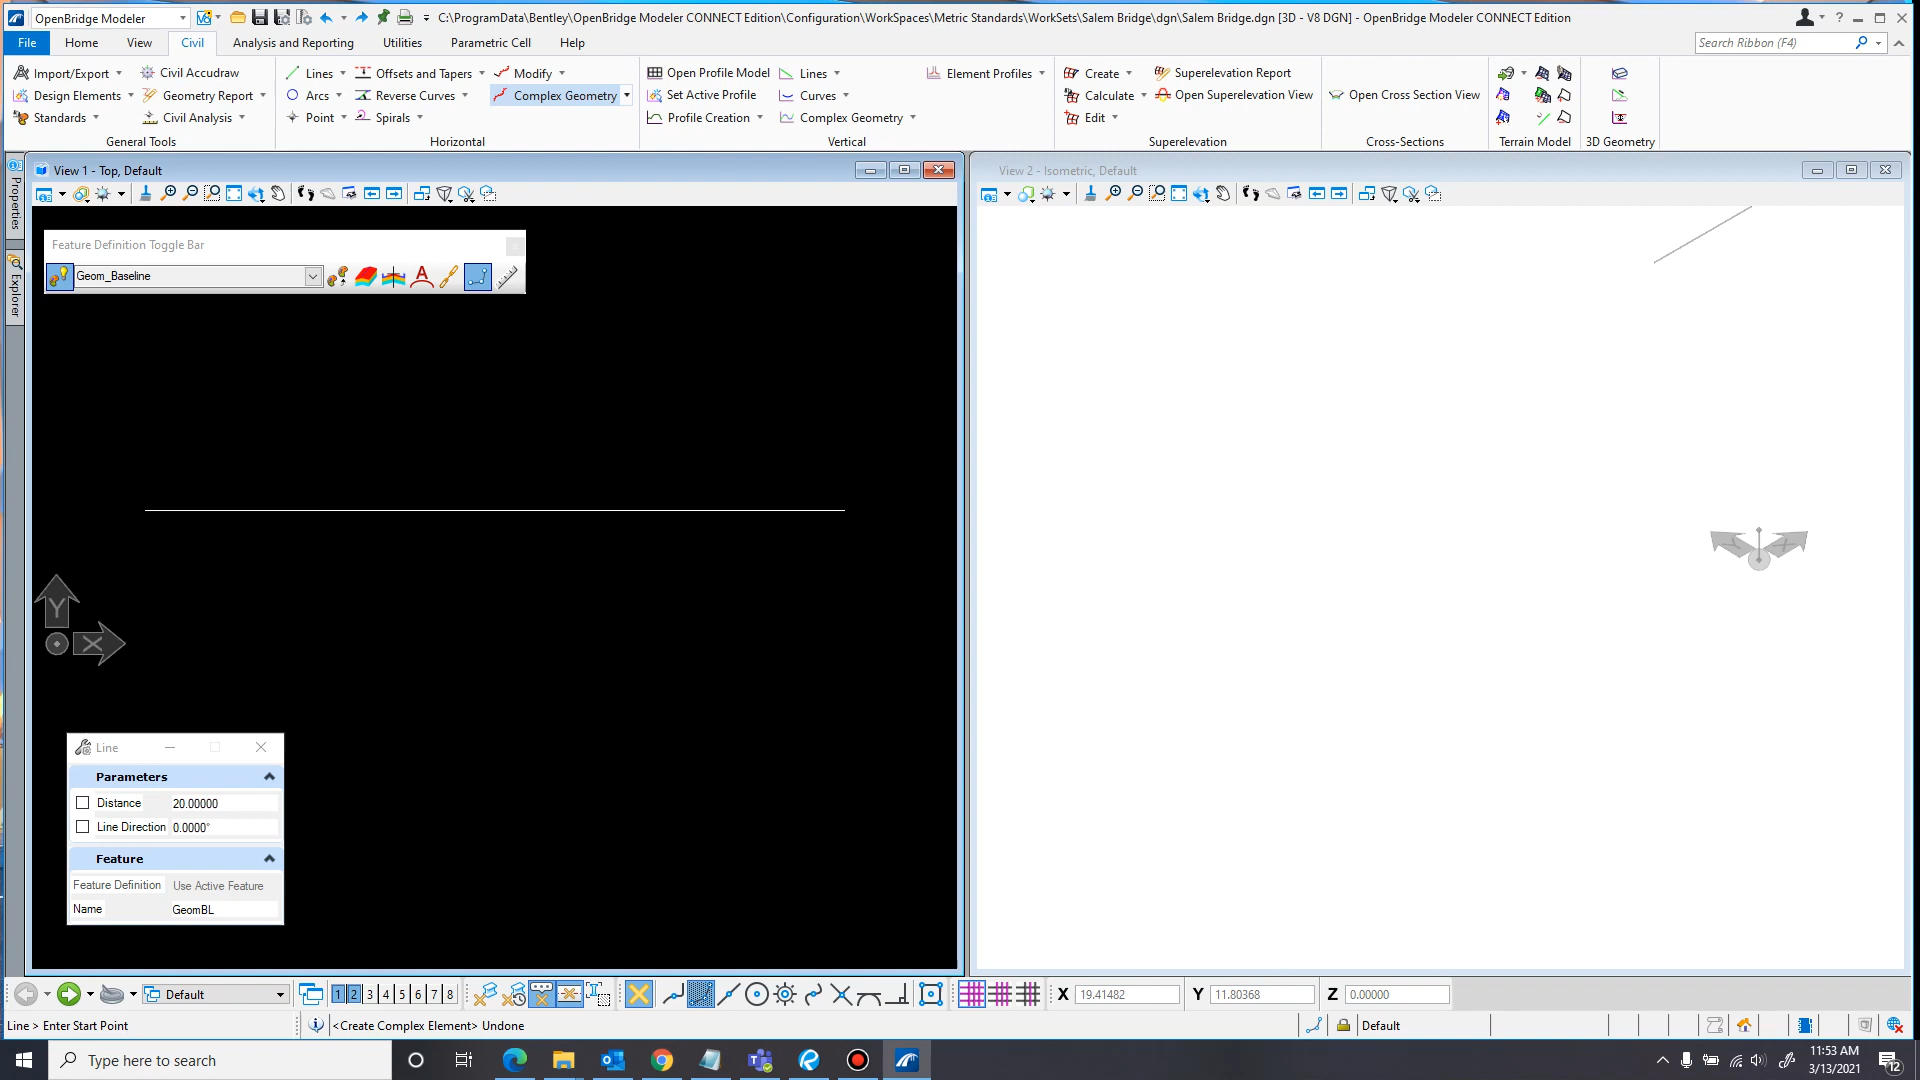 OpenBridge Modeler
C:\ProgramData\Bentley\OpenBridge Modeler CONNECT Edition\Configuration\WorkSpaces\Metric Standards\WorkSets\Salem Bridge\dgn\Salem Bridge.dgn [3D - V8 DGN] - OpenBridge Modeler CONNECT Edition
File Home View Civil Analysis and Reporting Utilities Parametric Cell Help
Search Ribbon (F4)
Import/Export Civil Accudraw Lines Offsets and Tapers Modify Open Profile Model Lines Element Profiles Create Superelevation Report
Design Elements Geometry Report Arcs Reverse Curves Complex Geometry Set Active Profile Curves Calculate Open Superelevation View Open Cross Section View
Standards Civil Analysis Point Spirals Profile Creation Complex Geometry Edit
General Tools Horizontal Vertical Superelevation Cross-Sections Terrain Model 3D Geometry
Properties
Explorer
View 1 - Top, Default
View 2 - Isometric, Default
Feature Definition Toggle Bar
Geom_Baseline
Y
X
Line
Parameters
Distance 20.00000
Line Direction 0.0000°
Feature
Feature Definition Use Active Feature
Name GeomBL
Default 1 2 3 4 5 6 7 8 X 19.41482 Y 11.80368 Z 0.00000
Line > Enter Start Point <Create Complex Element> Undone Default
Type here to search
11:53 AM
3/13/2021
12